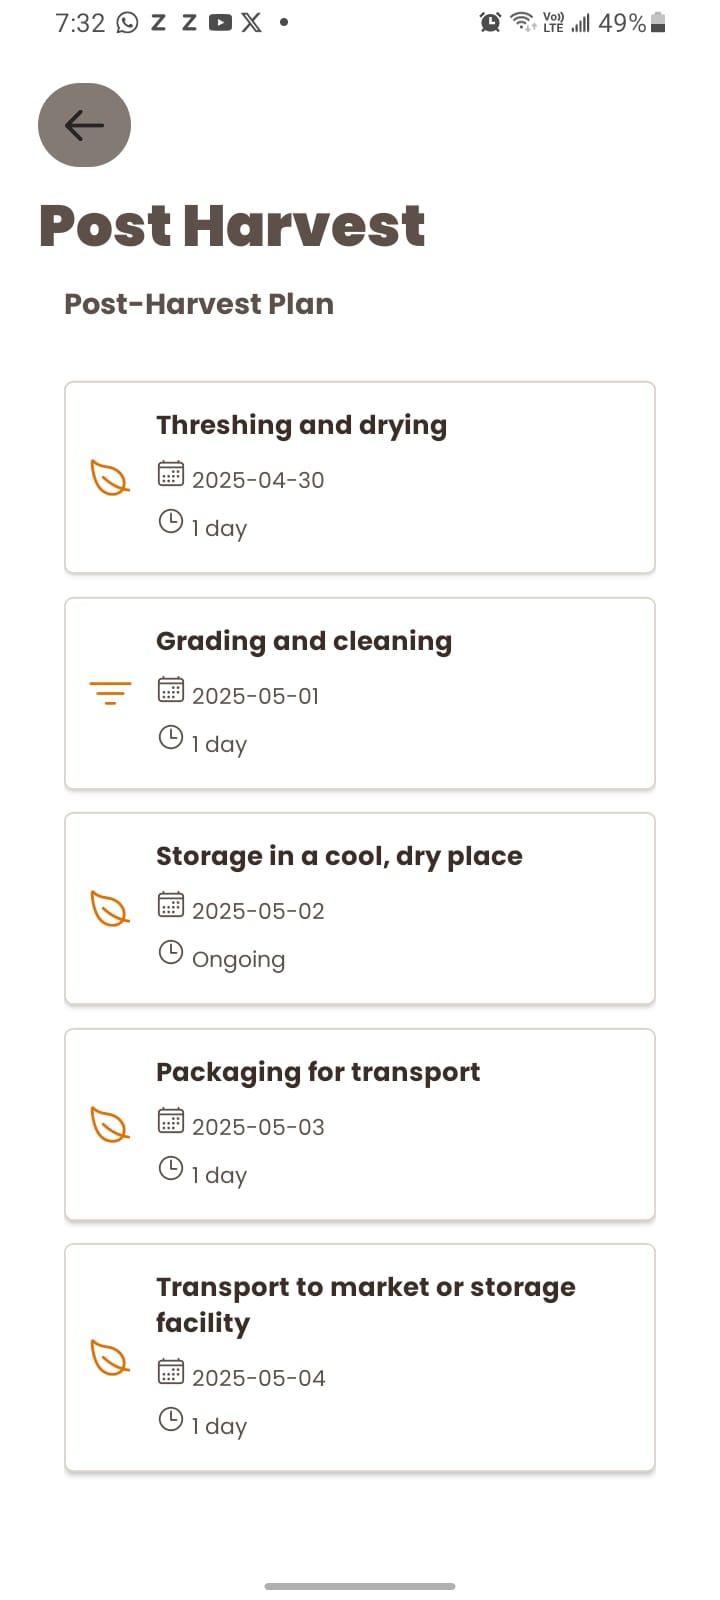 7:32 Z Z X • Vo)) LTE 49%
Post Harvest
Post-Harvest Plan
Threshing and drying
2025-04-30
1 day
Grading and cleaning
2025-05-01
1 day
Storage in a cool, dry place
2025-05-02
Ongoing
Packaging for transport
2025-05-03
1 day
Transport to market or storage
facility
2025-05-04
1 day